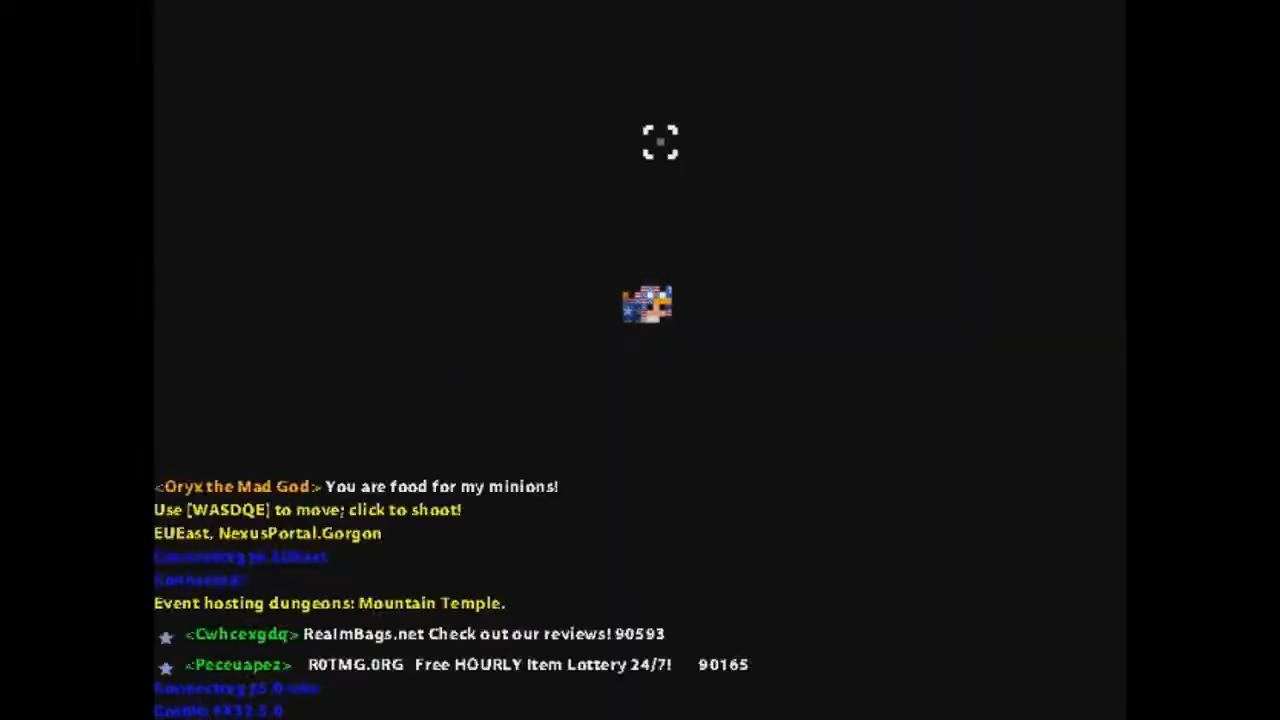 <Oryx the Mad God> You are food for my minions!
Use [WASDQE] to move; click to shoot!
EUEast, NexusPortal.Gorgon
Event hosting dungeons: Mountain Temple.
<Cwhcexgdq> RealmBags.net Check out our reviews! 90593
<Peceuapez> R0TMG.0RG Free HOURLY Item Lottery 24/7! 90165